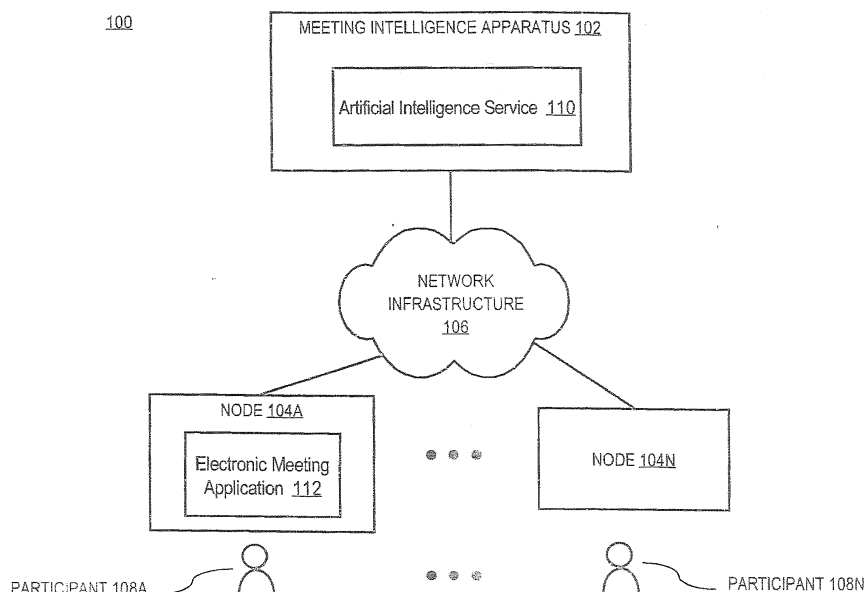 100
MEETING INTELLIGENCE APPARATUS 102
Artificial Intelligence Service 110
NETWORK
INFRASTRUCTURE
106
NODE 104A
Electronic Meeting
Application 112
NODE 104N
PARTICIPANT 108A
PARTICIPANT 108N